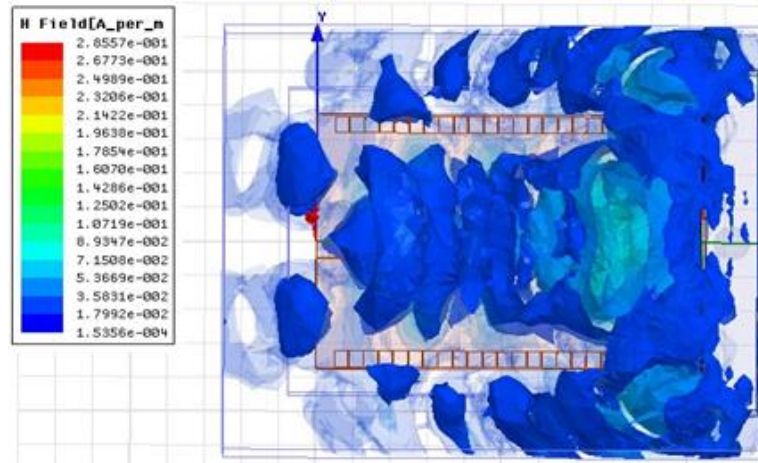 H Field[A_per_m
2.8557e-001
2.6773e-001
2.4989e-001
2.3206e-001
2.1422e-001
1.9638e-001
1.7854e-001
1.6070e-001
1.4286e-001
1.2502e-001
1.0719e-001
8.9347e-002
7.1508e-002
5.3669e-002
3.5831e-002
1.7992e-002
1.5356e-004
Y